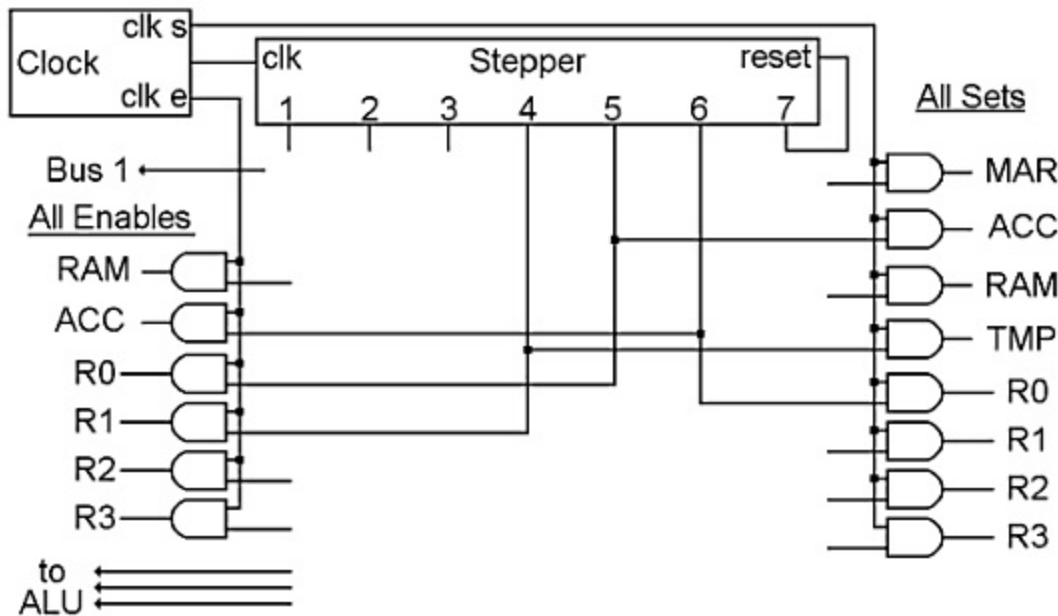 clk s
Clock
clk e
clk Stepper reset
1 2 3 4 5 6 7
All Sets
Bus 1
All Enables
RAM
ACC
R0
R1
R2
R3
to
ALU
MAR
ACC
RAM
TMP
R0
R1
R2
R3